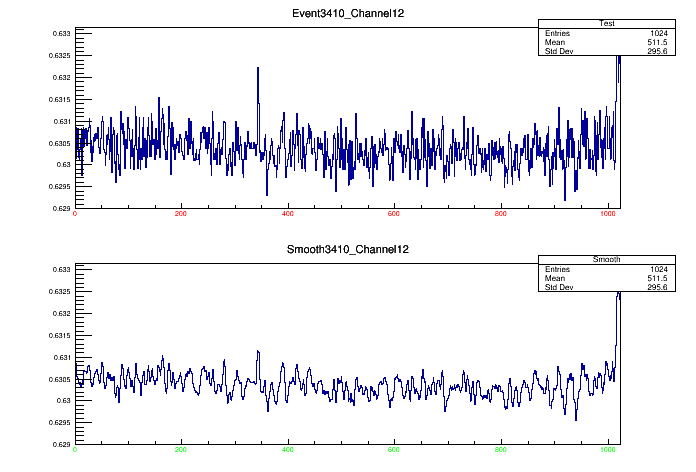 Event3410_Channel12
Test
Entries 1024
Mean 511.5
Std Dev 295.6
0.633
0.6325
0.632
0.6315
0.631
0.6305
0.63
0.6295
0.629
0 200 400 600 800 1000
Smooth3410_Channel12
Smooth
Entries 1024
Mean 511.5
Std Dev 295.6
0.633
0.6325
0.632
0.6315
0.631
0.6305
0.63
0.6295
0.629
0 200 400 600 800 1000